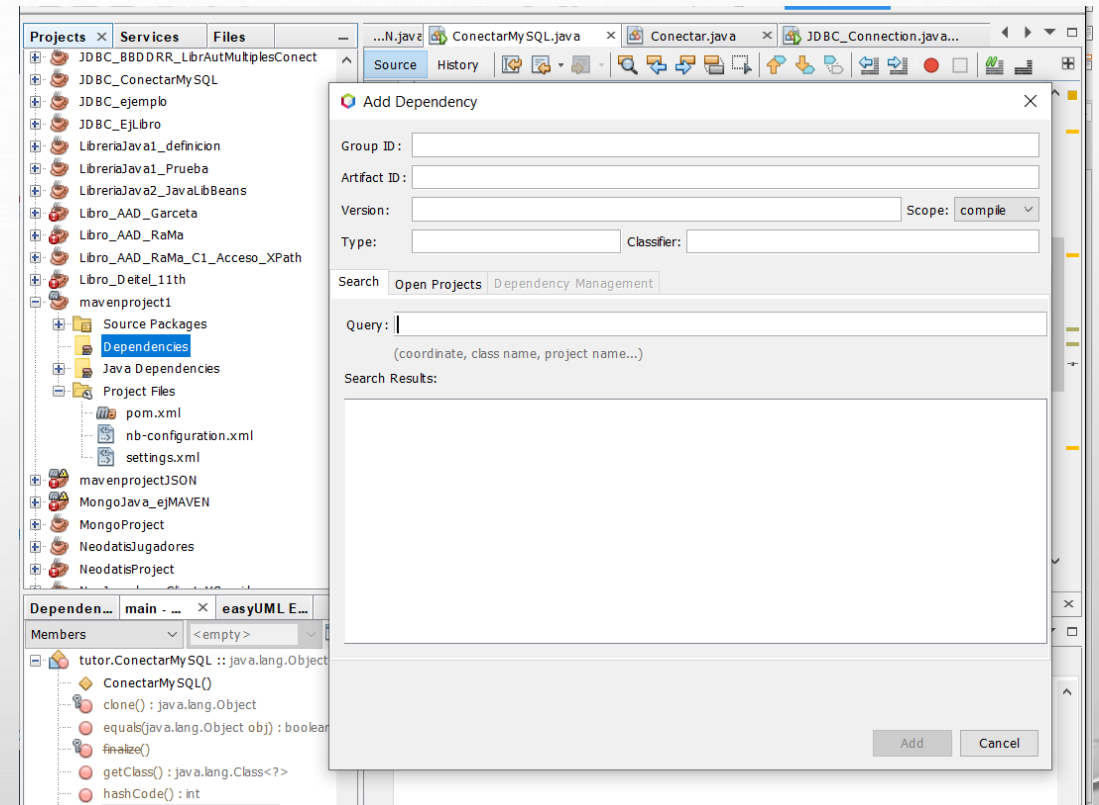 Projects
Services
Files
JDBC_BBDDRR_LibrAutMultiplesConect
JDBC_ConectarMySQL
JDBC_ejemplo
JDBC_EjLibro
LibreriaJava1_definicion
LibreriaJava1_Prueba
LibreriaJava2_JavaLibBeans
Libro_AAD_Garceta
Libro_AAD_RaMa
Libro_AAD_RaMa_C1_Acceso_XPath
Libro_Deitel_11th
mavenproject1
Source Packages
Dependencies
Java Dependencies
Project Files
pom.xml
nb-configuration.xml
settings.xml
mavenprojectJSON
MongoJava_ejMAVEN
MongoProject
NeodatisJugadores
NeodatisProject
...N.java
ConectarMySQL.java
Conectar.java
JDBC_Connection.java...
Source
History
Add Dependency
Group ID:
Artifact ID:
Version:
Scope: compile
Type:
Classifier:
Search
Open Projects
Dependency Management
Query:
(coordinate, class name, project name...)
Search Results:
Add
Cancel
Dependen...
main - ...
easyUML E...
Members
<empty>
tutor.ConectarMySQL :: java.lang.Object
ConectarMySQL()
clone() : java.lang.Object
equals(java.lang.Object obj) : boolean
finalize()
getClass() : java.lang.Class<?>
hashCode() : int